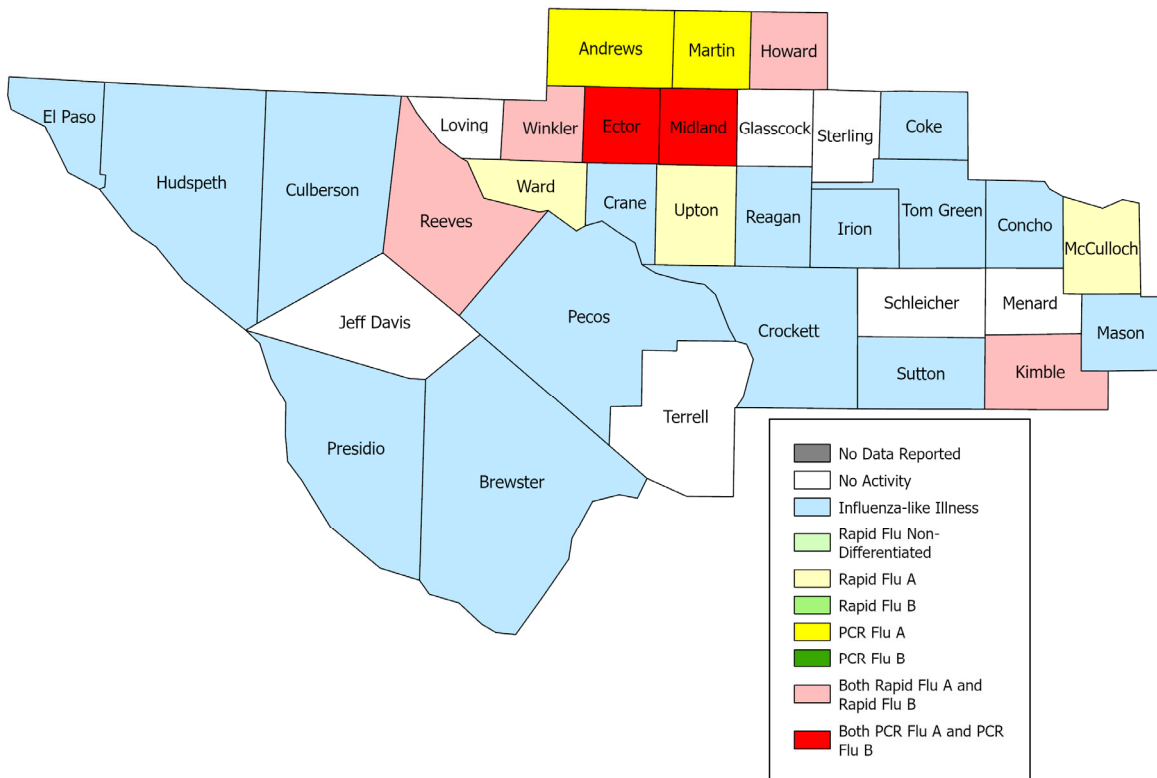 Andrews
Martin
Howard
El Paso
Loving
Winkler
Ector
Midland
Glasscock
Sterling
Coke
Hudspeth
Culberson
Reeves
Ward
Crane
Upton
Reagan
Irion
Tom Green
Concho
McCulloch
Jeff Davis
Pecos
Crockett
Schleicher
Menard
Mason
Sutton
Kimble
Terrell
Presidio
Brewster
No Data Reported
No Activity
Influenza-like Illness
Rapid Flu Non-
Differentiated
Rapid Flu A
Rapid Flu B
PCR Flu A
PCR Flu B
Both Rapid Flu A and
Rapid Flu B
Both PCR Flu A and PCR
Flu B